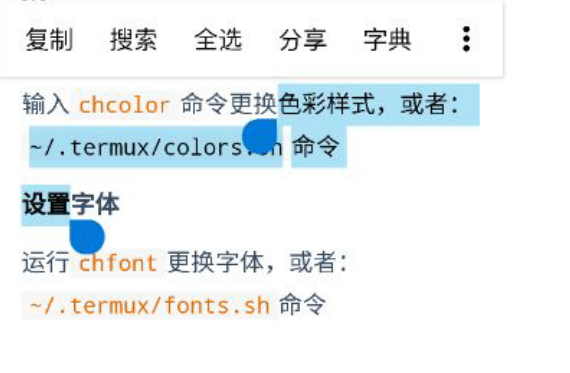 复制 搜索 全选 分享 字典
输入 chcolor 命令更换色彩样式，或者：
~/.termux/colors.sh 命令
设置字体
运行 chfont 更换字体，或者：
~/.termux/fonts.sh 命令